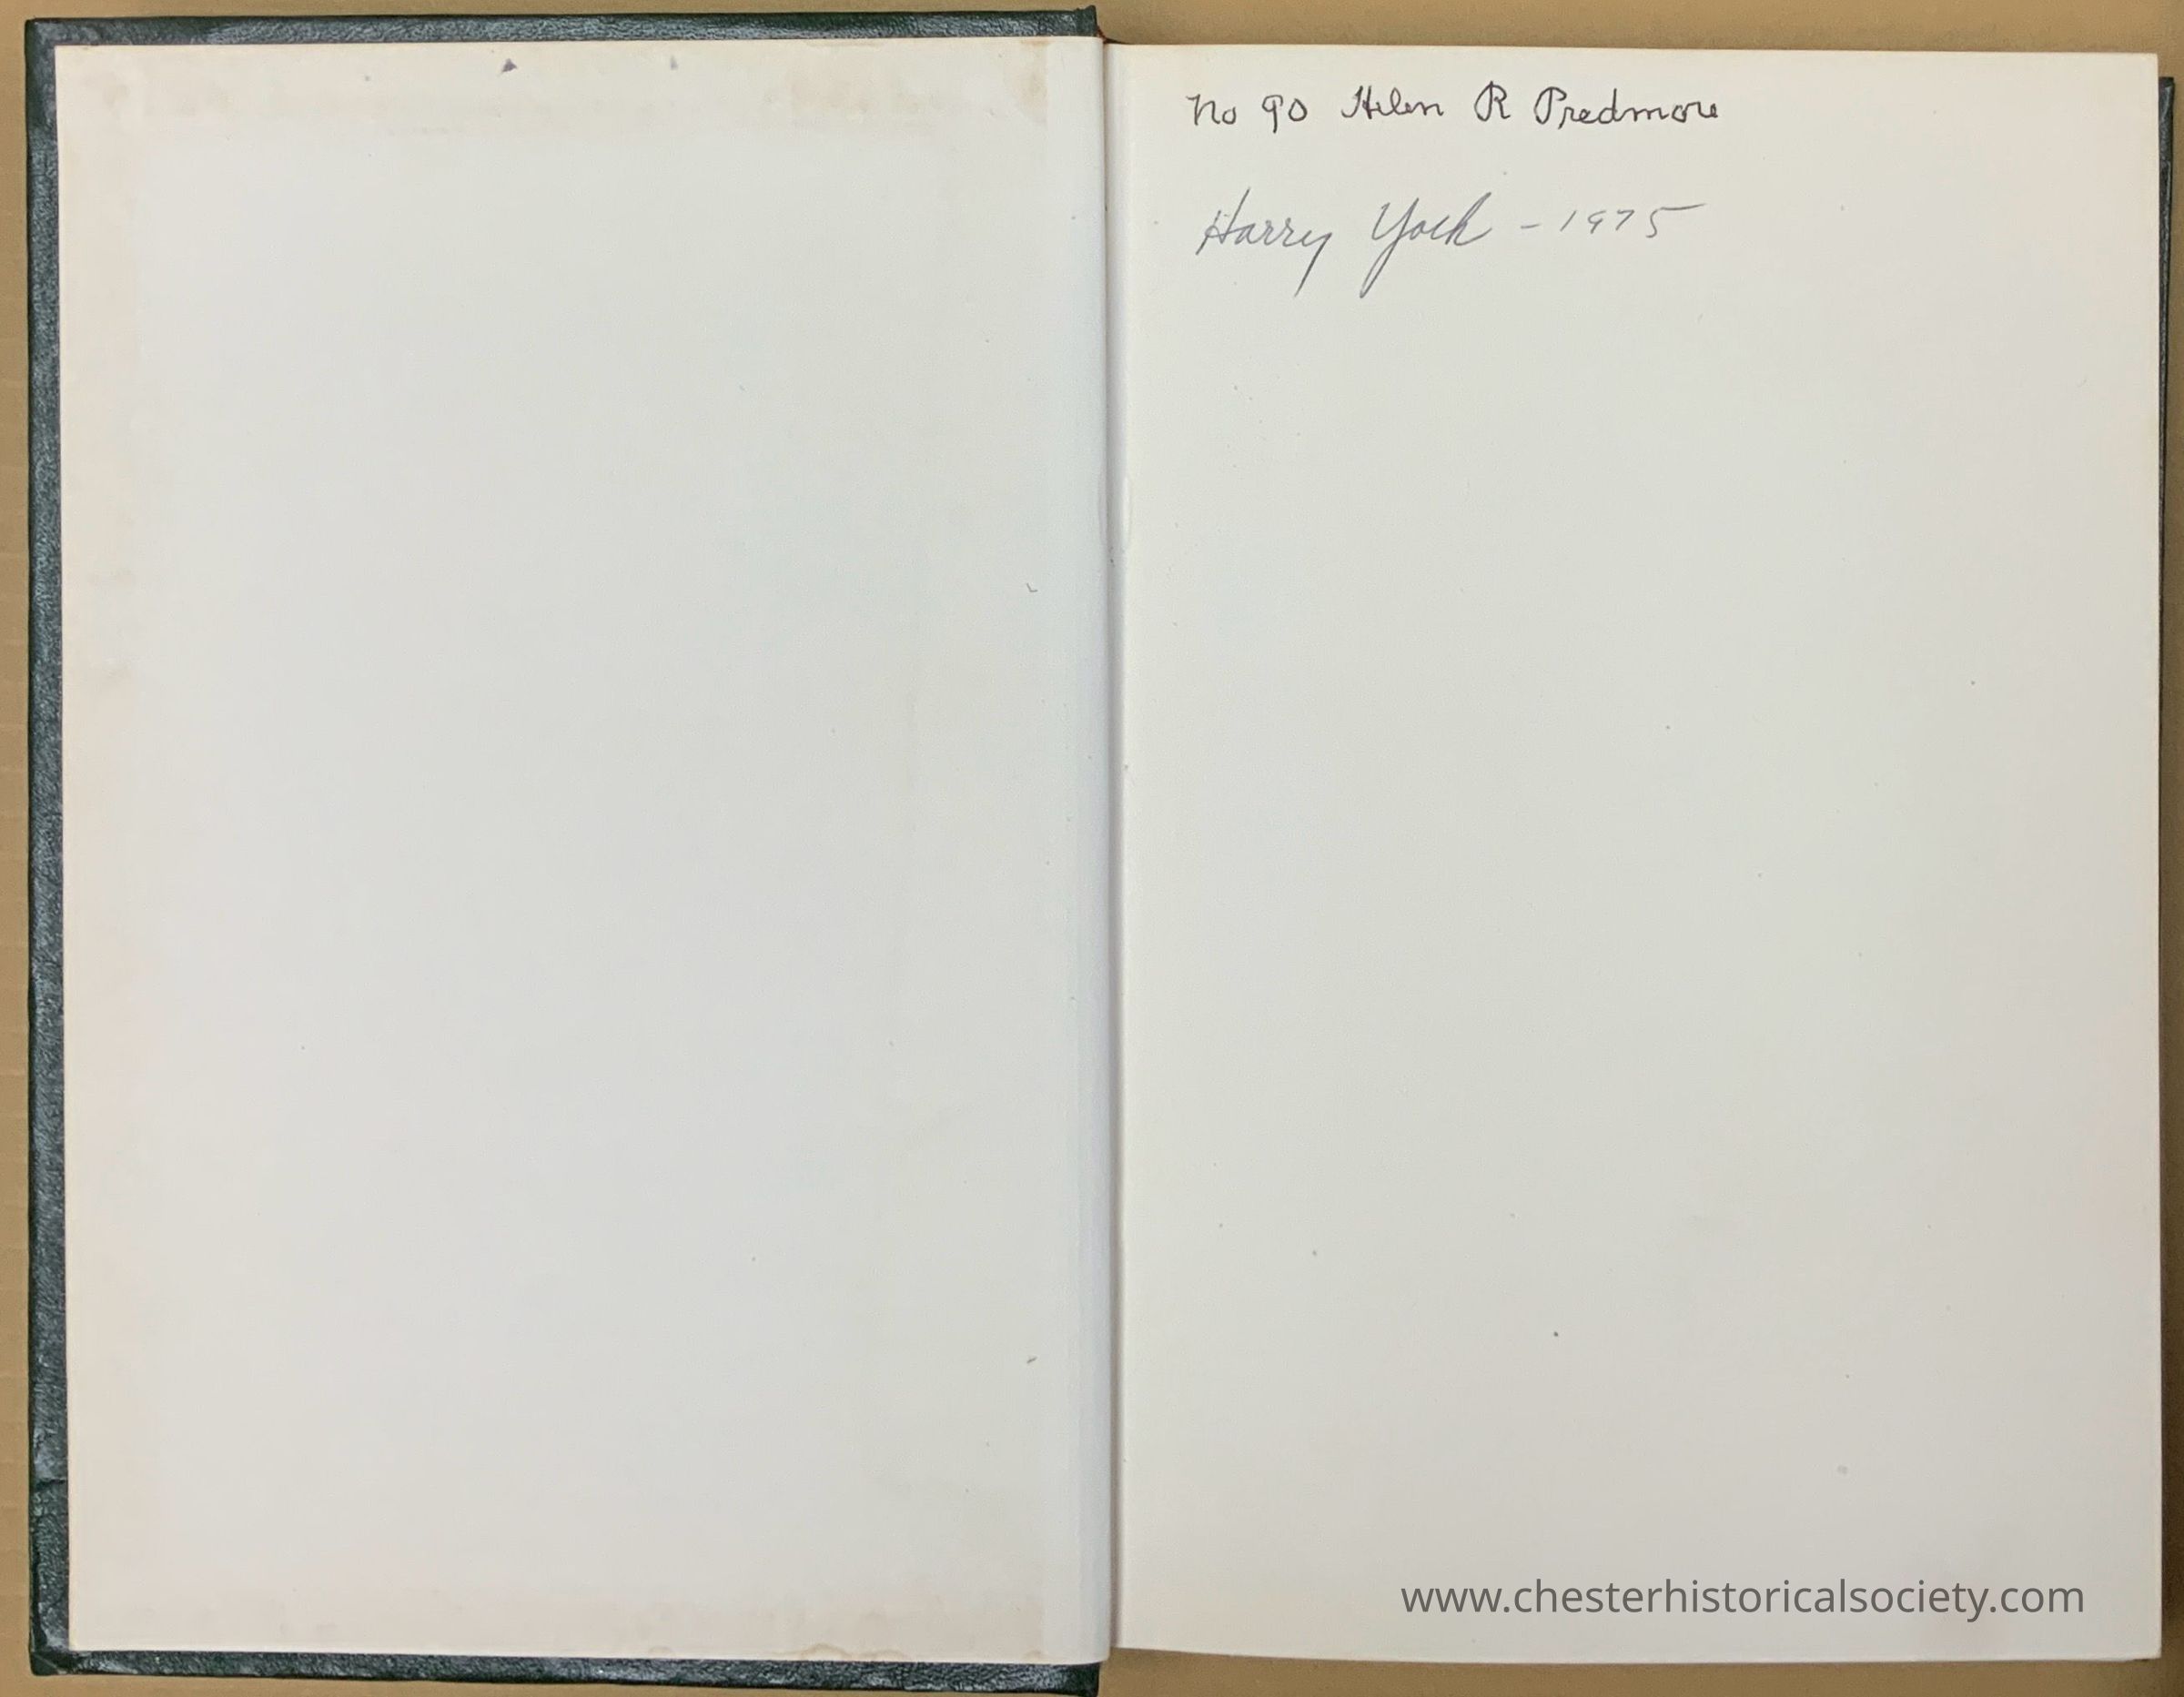 No 90 Helen R Predmore
Harry York - 1975
www.chesterhistoricalsociety.com